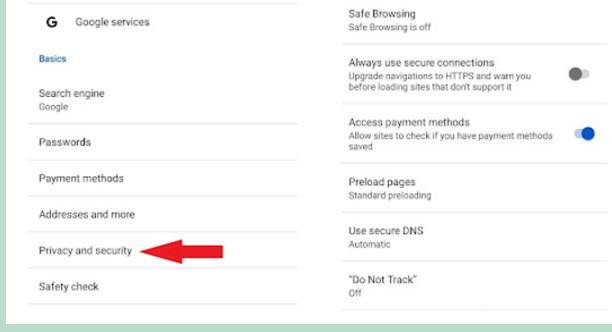 Google services
Basics
Search engine
Google
Passwords
Payment methods
Addresses and more
Privacy and security
Safety check
Safe Browsing
Safe Browsing is off
Always use secure connections
Upgrade navigations to HTTPS and warn you
before loading sites that don't support it
Access payment methods
Allow sites to check if you have payment methods
saved
Preload pages
Standard preloading
Use secure DNS
Automatic
"Do Not Track"
Off